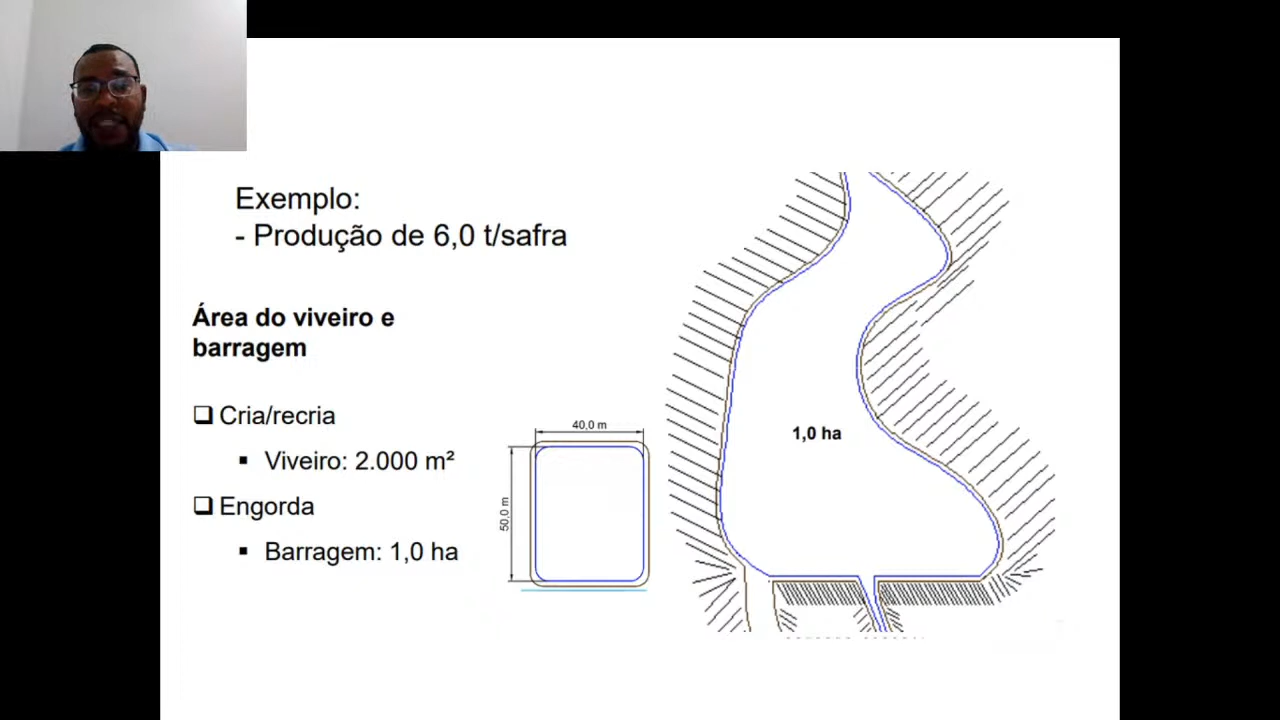 Exemplo:
- Produção de 6,0 t/safra
Área do viveiro e
barragem
Cria/recria
Viveiro: 2.000 m²
Engorda
Barragem: 1,0 ha
40,0 m
50,0 m
1,0 ha